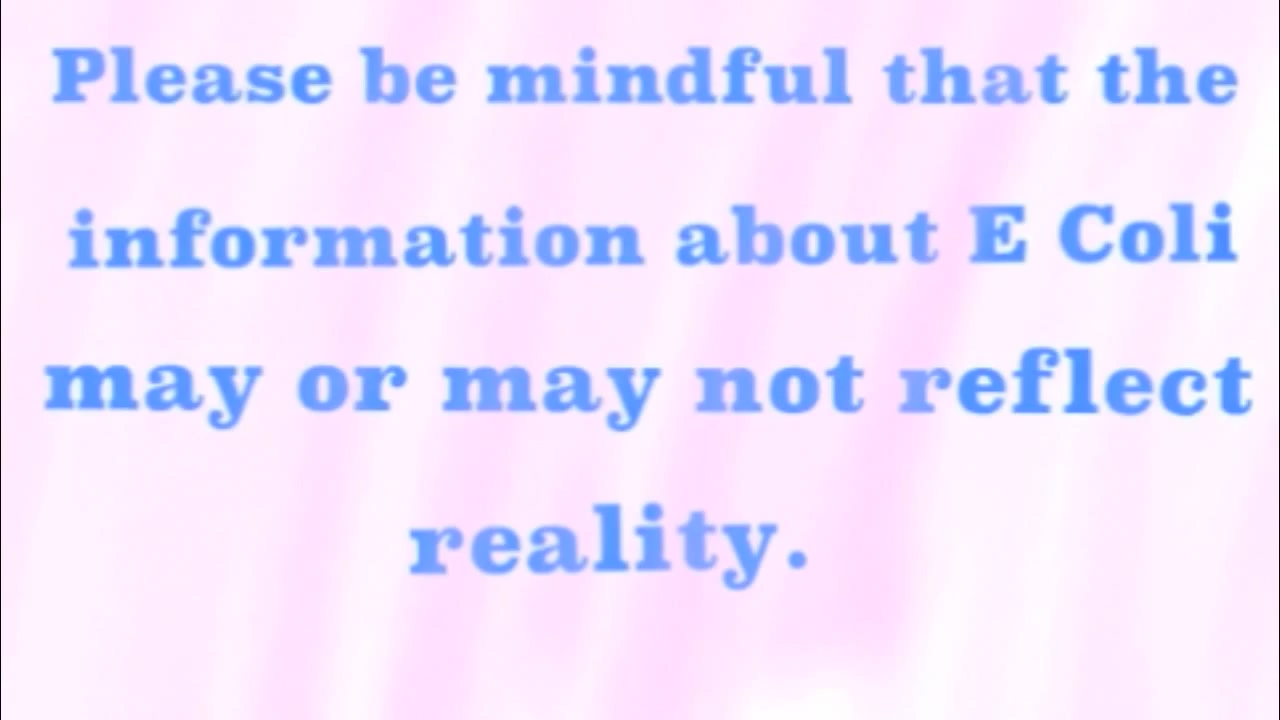 Please be mindful that the
information about E Coli
may or may not reflect
reality.